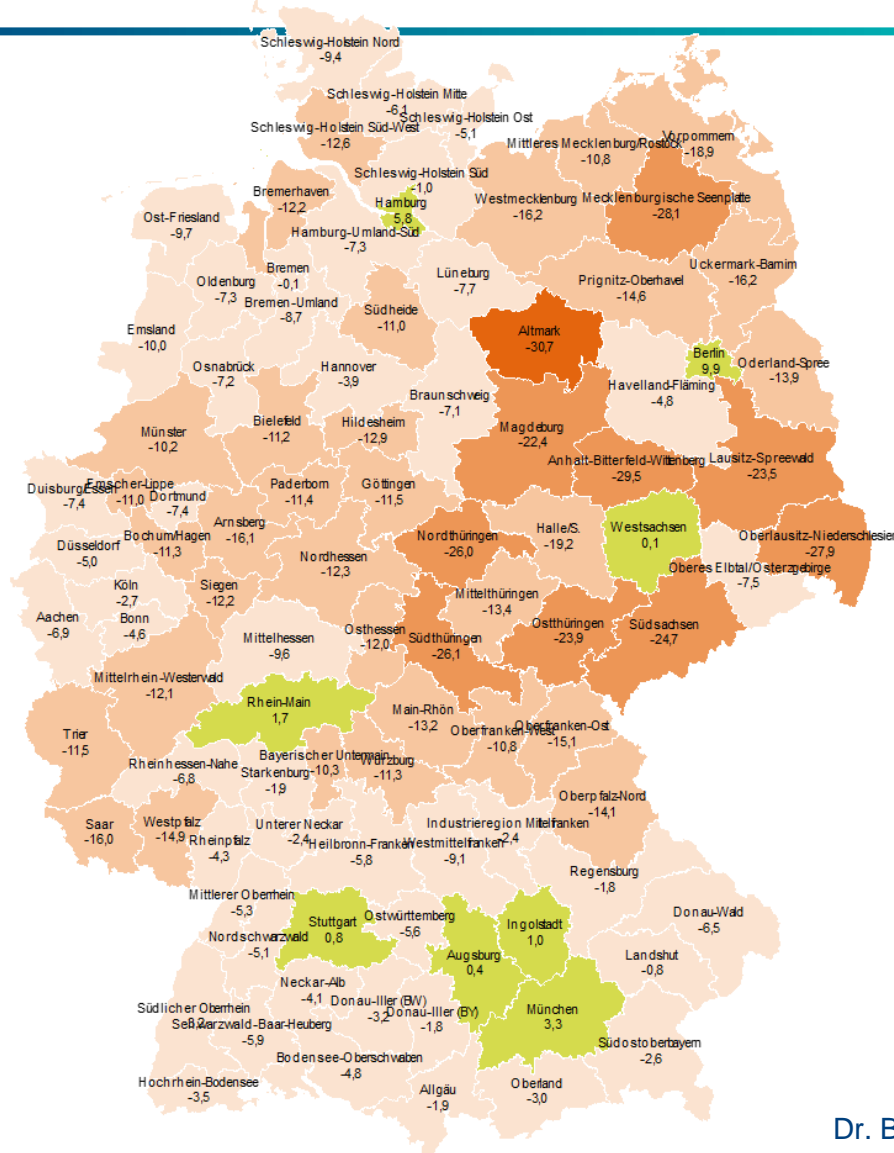 Schleswig-Holstein Nord
-9,4
Schleswig-Holstein Mitte
-6,1
Schleswig-Holstein Ost
-5,1
Schleswig-Holstein Süd-West
-12,6
Mittleres Mecklenburg/Rostock
-10,8
Vorpommern
-18,9
Schleswig-Holstein Süd
-1,0
Bremerhaven
-12,2
Hamburg
5,8
Westmecklenburg
-16,2
Mecklenburgische Seenplatte
-28,1
Ost-Friesland
-9,7
Hamburg-Umland-Süd
-7,3
Uckermark-Barnim
-16,2
Bremen
-0,1
Lüneburg
-7,7
Oldenburg
-7,3
Prignitz-Oberhavel
-14,6
Bremen-Umland
-8,7
Südheide
-11,0
Emsland
-10,0
Altmark
-30,7
Berlin
9,9
Oderland-Spree
-13,9
Osnabrück
-7,2
Hannover
-3,9
Havelland-Fläming
-4,8
Braunschweig
-7,1
Bielefeld
-11,2
Hildesheim
-12,9
Magdeburg
-22,4
Münster
-10,2
Anhalt-Bitterfeld-Wittenberg
-29,5
Lausitz-Spreewald
-23,5
Duisburg/Essen
-7,4
Emscher-Lippe
-11,0
Dortmund
-7,4
Paderborn
-11,4
Göttingen
-11,5
Arnsberg
-16,1
Düsseldorf
-5,0
Bochum/Hagen
-11,3
Nordhessen
-12,3
Nordthüringen
-26,0
Halle/S.
-19,2
Westsachsen
0,1
Oberlausitz-Niederschlesien
-27,9
Oberes Elbtal/Osterzgebirge
-7,5
Köln
-2,7
Siegen
-12,2
Mittelthüringen
-13,4
Aachen
-6,9
Bonn
-4,6
Mittelhessen
-9,6
Osthessen
-12,0
Südthüringen
-26,1
Ostthüringen
-23,9
Südsachsen
-24,7
Mittelrhein-Westerwald
-12,1
Rhein-Main
1,7
Main-Rhön
-13,2
Oberfranken-West
-10,8
Oberfranken-Ost
-15,1
Trier
-11,5
Rheinhessen-Nahe
-6,8
Bayerischer Untermain
-10,3
Starkenburg
-1,9
Würzburg
-11,3
Oberpfalz-Nord
-14,1
Saar
-16,0
Westpfalz
-14,9
Rheinpfalz
-4,3
Unterer Neckar
-2,4
Heilbronn-Franken
-5,8
Industrieregion Mittelfranken
-2,4
Westmittelfranken
-9,1
Regensburg
-1,8
Mittlerer Oberrhein
-5,3
Stuttgart
0,8
Ostwürttemberg
-5,6
Ingolstadt
1,0
Donau-Wald
-6,5
Nordschwarzwald
-5,1
Augsburg
0,4
Landshut
-0,8
Neckar-Alb
-4,1
Donau-Iller (BW)
-3,2
Donau-Iller (BY)
-1,8
München
3,3
Südlicher Oberrhein
Schwarzwald-Baar-Heuberg
-5,9
Südostoberbayern
-2,6
Bodensee-Oberschwaben
-4,8
Hochrhein-Bodensee
-3,5
Allgäu
-1,9
Oberland
-3,0
Dr. B